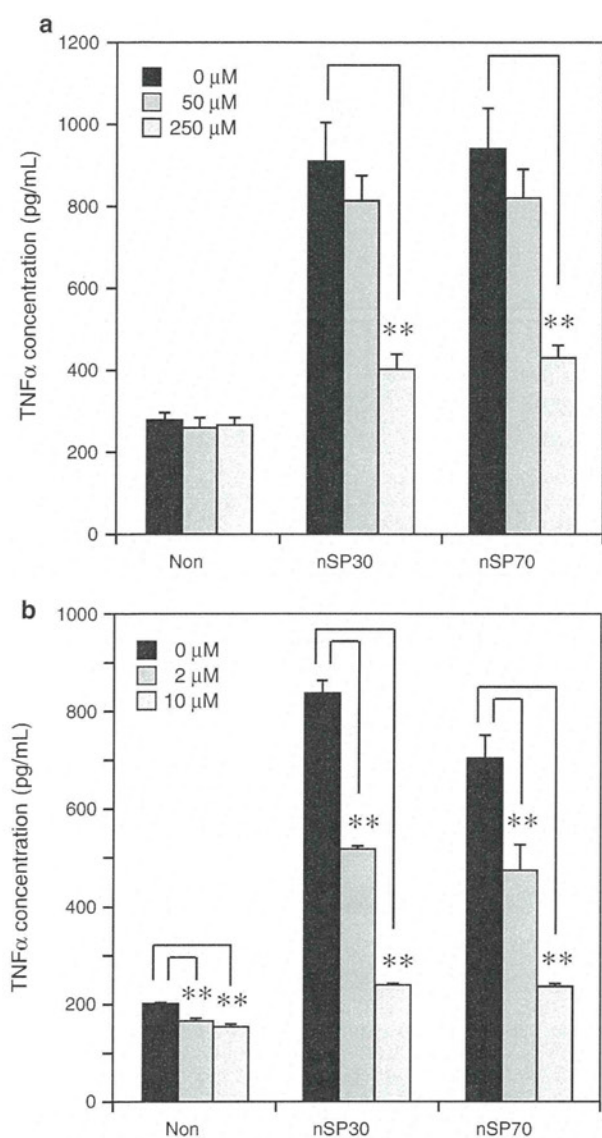 a
1200
1000
800
600
400
200
0
TNFα concentration (pg/mL)
0 μM
50 μM
250 μM
**
**
Non
nSP30
nSP70
b
1000
800
600
400
200
0
TNFα concentration (pg/mL)
0 μM
2 μM
10 μM
**
**
**
**
**
**
Non
nSP30
nSP70